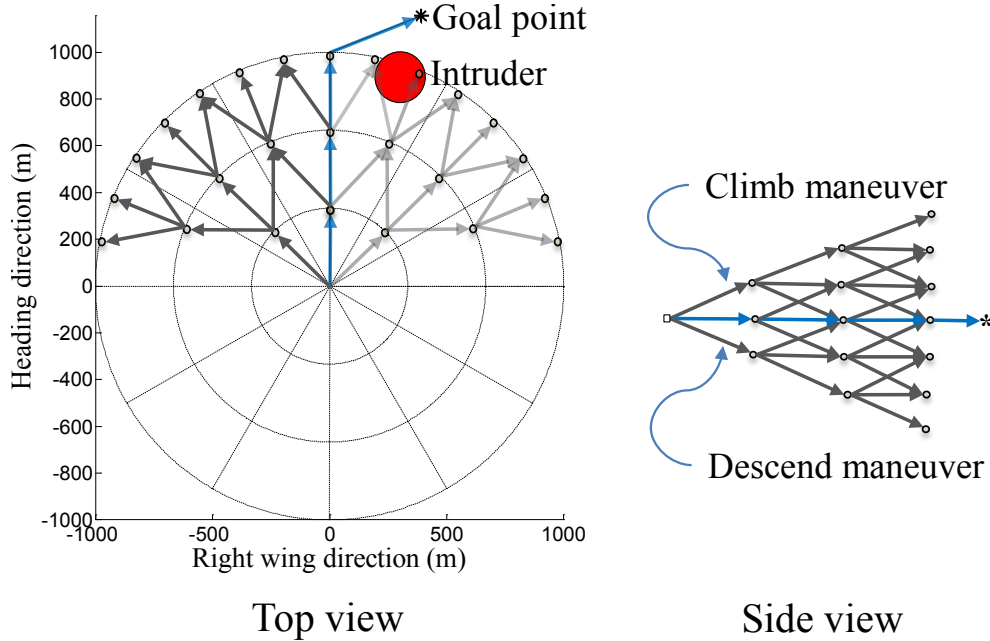 Goal point
Intruder
1000
800
600
400
200
0
-200
-400
-600
-800
-1000
Heading direction (m)
-1000
-500
0
500
1000
Right wing direction (m)
Climb maneuver
*
Descend maneuver
Top view
Side view